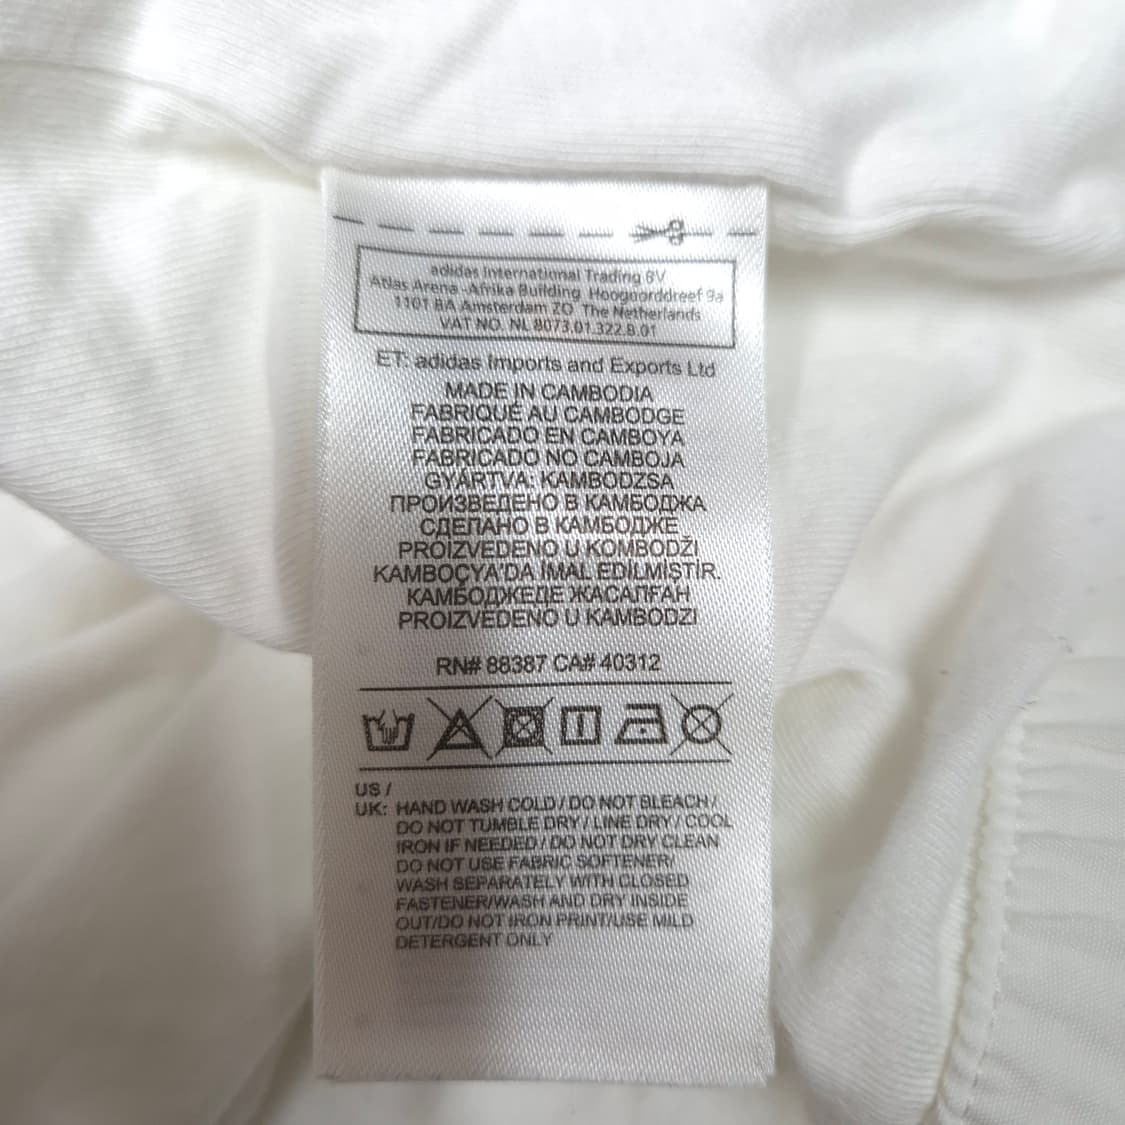 adidas International Trading BV
Atlas Arena -Afrika Building Hoogoorddreef 9a
1101 BA Amsterdam ZO The Netherlands
VAT NO. NL 8073.01.322.B.01
ET: adidas Imports and Exports Ltd
MADE IN CAMBODIA
FABRIQUÉ AU CAMBODGE
FABRICADO EN CAMBOYA
FABRICADO NO CAMBOJA
GYÁRTVA: KAMBODZSA
ПРОИЗВЕДЕНО В КАМБОДЖА
СДЕЛАНО В КАМБОДЖЕ
PROIZVEDENO U KOMBODŽI
KAMBOÇYA'DA İMAL EDİLMİŞTİR.
КАМБОДЖЕДЕ ЖАСАЛҒАН
PROIZVEDENO U KAMBODZI
RN# 88387 CA# 40312
US /
UK: HAND WASH COLD / DO NOT BLEACH /
DO NOT TUMBLE DRY / LINE DRY / COOL
IRON IF NEEDED / DO NOT DRY CLEAN
DO NOT USE FABRIC SOFTENER/
WASH SEPARATELY WITH CLOSED
FASTENER/WASH AND DRY INSIDE
OUT/DO NOT IRON PRINT/USE MILD
DETERGENT ONLY